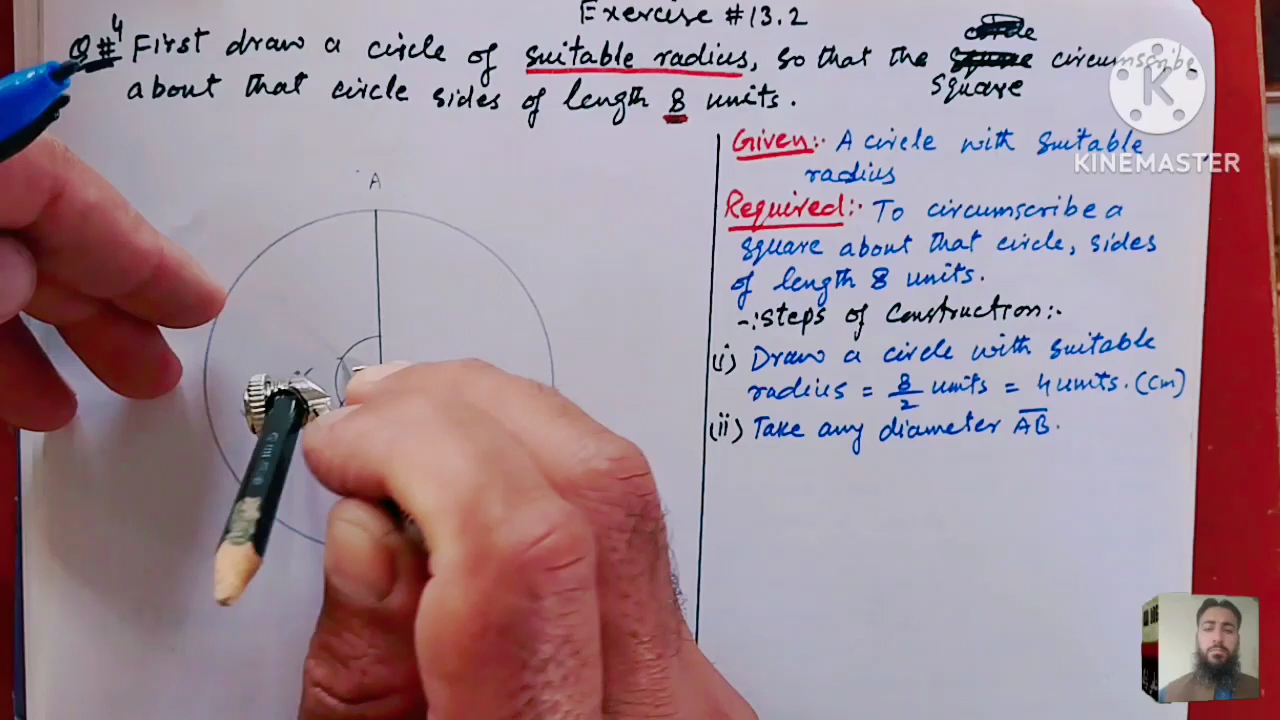 Exercise #13.2
Q#4 First draw a circle of suitable radius, so that the square circumscribe
about that circle sides of length 8 units.
A
Given:- A circle with suitable
radius
Required:- To circumscribe a
square about that circle, sides
of length 8 units.
-:Steps of Construction:-
(i) Draw a circle with suitable
radius = 8/2 units = 4 units. (cm)
(ii) Take any diameter AB.
K
KINEMASTER